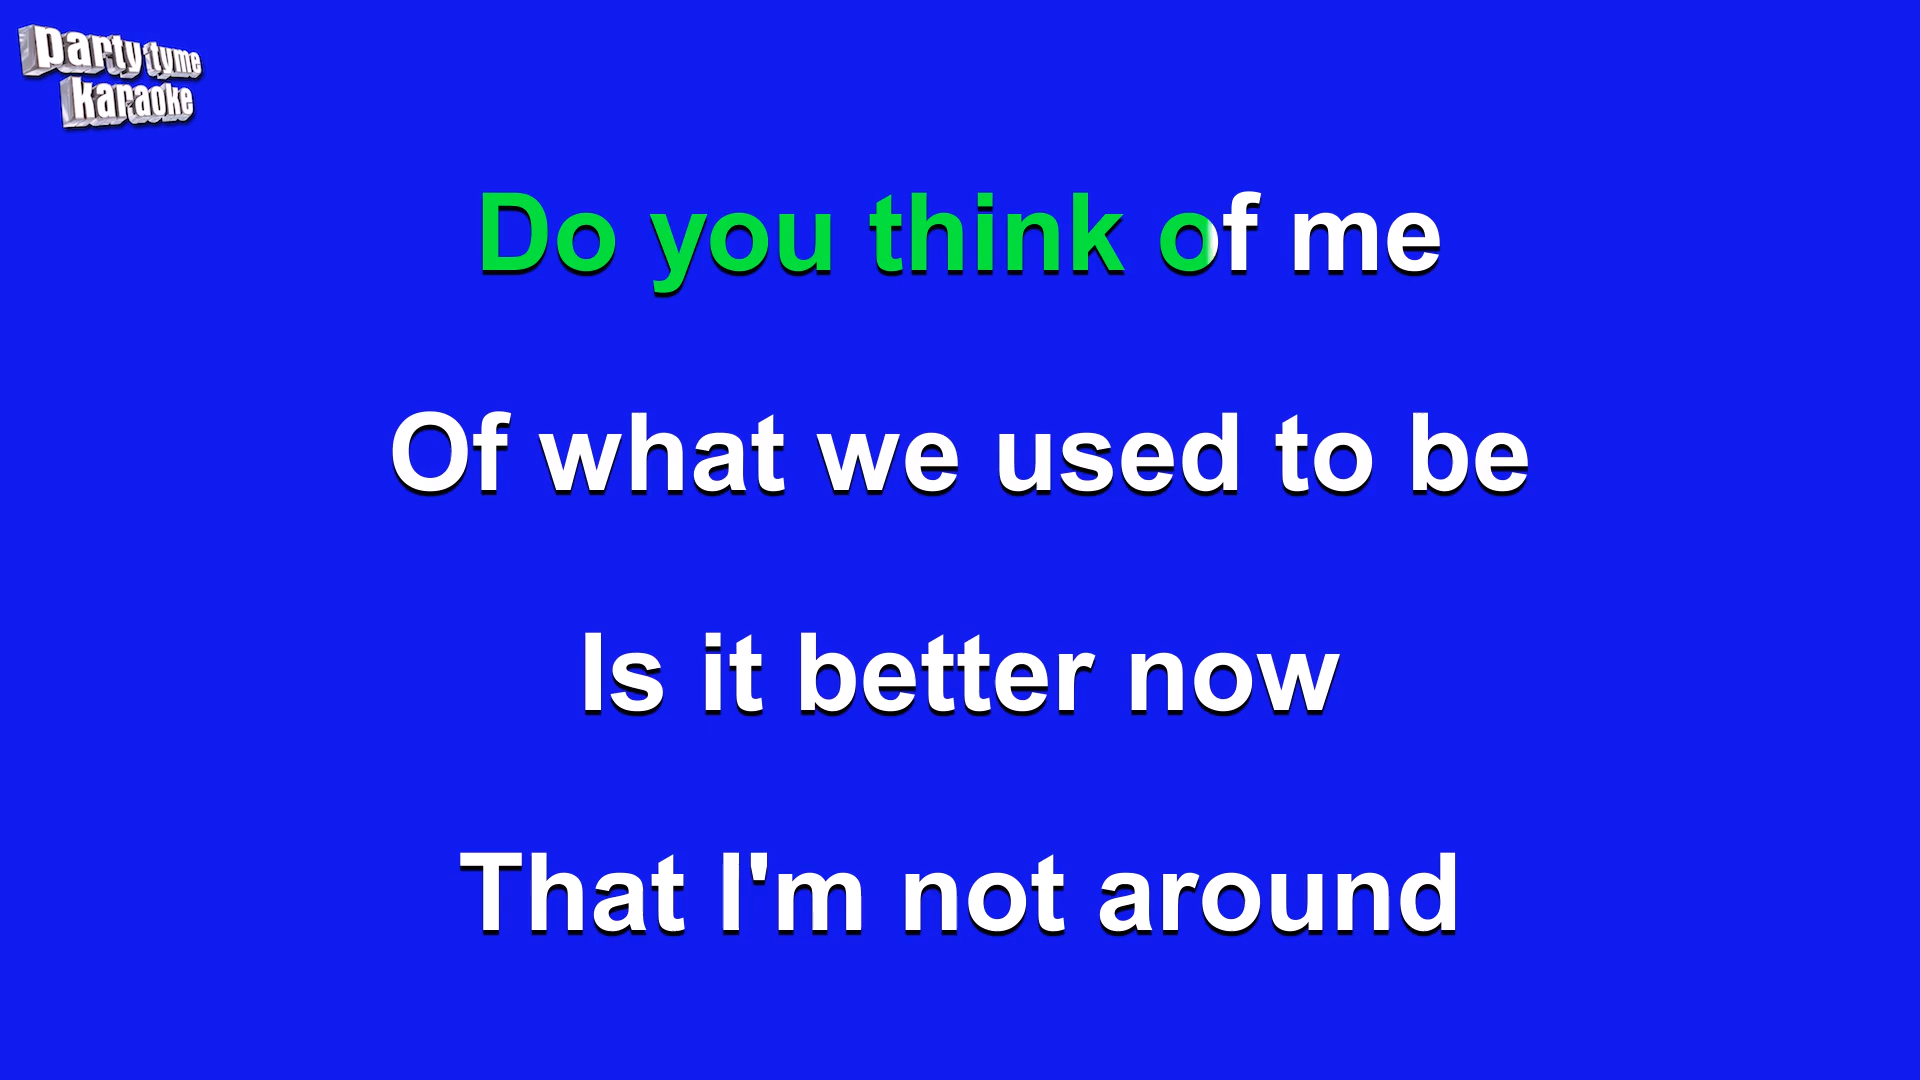 party tyme
karaoke
Do you think of me
Of what we used to be
Is it better now
That I'm not around